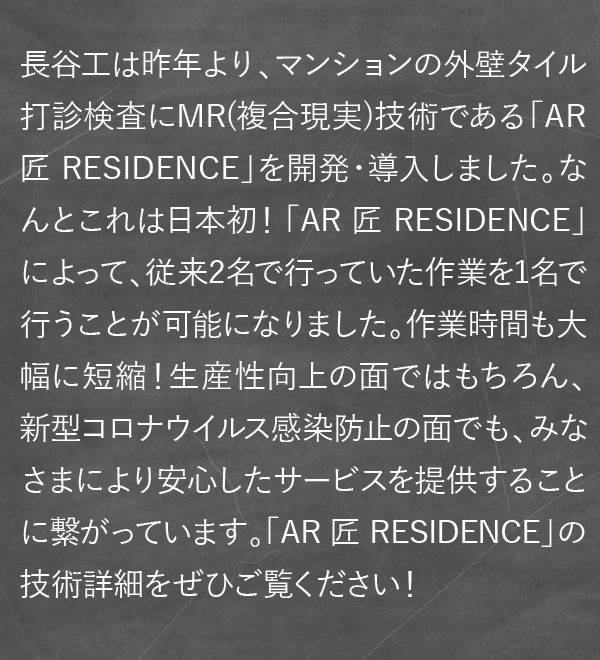 長谷工は昨年より、マンションの外壁タイル
打診検査にMR(複合現実)技術である「AR
匠 RESIDENCE」を開発・導入しました。な
んとこれは日本初！「AR 匠 RESIDENCE」
によって、従来2名で行っていた作業を1名で
行うことが可能になりました。作業時間も大
幅に短縮！生産性向上の面ではもちろん、
新型コロナウイルス感染防止の面でも、みな
さまにより安心したサービスを提供すること
に繋がっています。「AR 匠 RESIDENCE」の
技術詳細をぜひご覧ください！